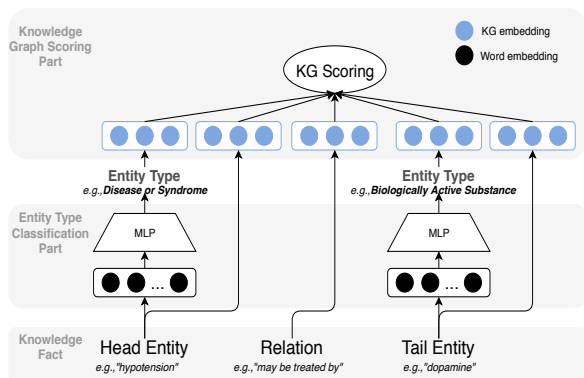 Knowledge
Graph Scoring
Part
KG embedding
Word embedding
KG Scoring
Entity Type
e.g.,Disease or Syndrome
Entity Type
e.g.,Biologically Active Substance
Entity Type
Classification
Part
MLP
MLP
...
...
Knowledge
Fact
Head Entity
e.g.,"hypotension"
Relation
e.g.,"may be treated by"
Tail Entity
e.g.,"dopamine"